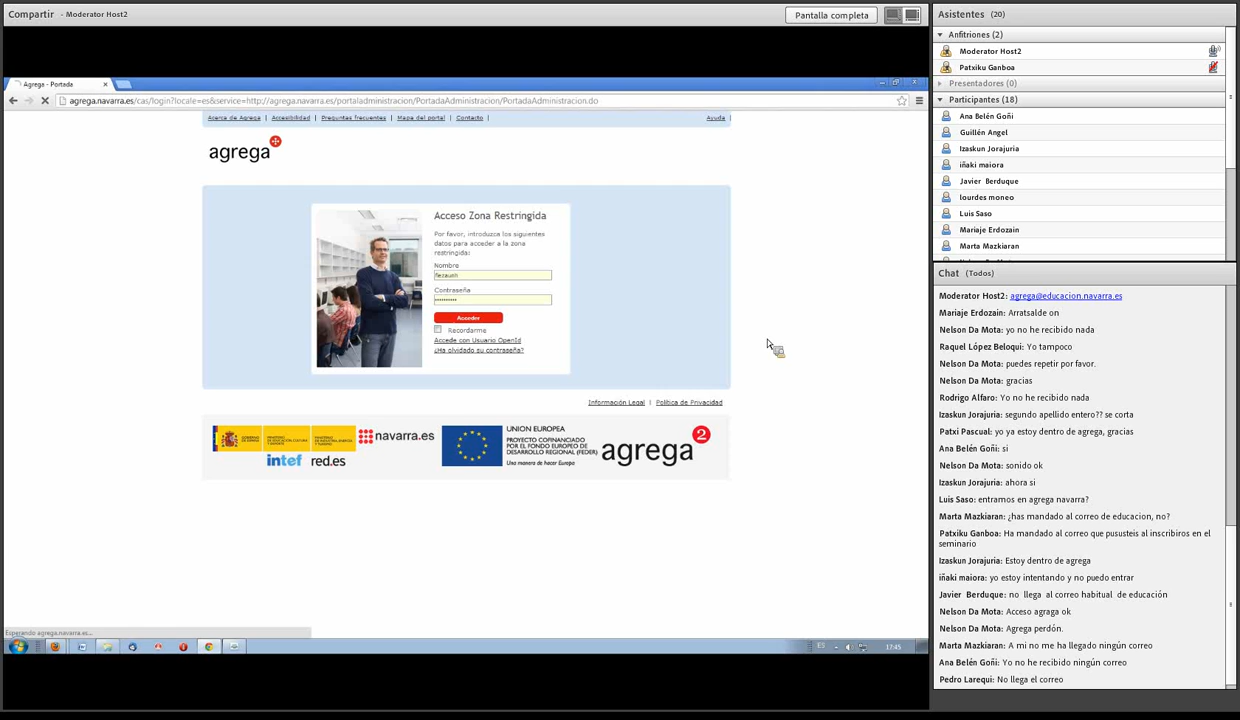 Compartir - Moderator Host2
Pantalla completa
Agrega - Portada
agrega.navarra.es/cas/login?locale=es&service=http://agrega.navarra.es/portaladministracion/PortadaAdministracion/PortadaAdministracion.do
Acerca de Agrega | Accesibilidad | Preguntas frecuentes | Mapa del portal | Contacto |
Ayuda |
agrega
Acceso Zona Restringida
Por favor, introduzca los siguientes
datos para acceder a la zona
restringida:
Nombre
Contraseña
Acceder
Recordarme
Accede con Usuario OpenId
¿Ha olvidado su contraseña?
Información Legal | Política de Privacidad
navarra.es
intef red.es
UNION EUROPEA
PROYECTO COFINANCIADO
POR EL FONDO EUROPEO DE
DESARROLLO REGIONAL (FEDER)
Una manera de hacer Europa
agrega 2
Esperando agrega.navarra.es...
ES
17:45
Asistentes (20)
Anfitriones (2)
Moderator Host2
Patxiku Ganboa
Presentadores (0)
Participantes (18)
Ana Belén Goñi
Guillén Angel
Izaskun Jorajuria
iñaki maiora
Javier Berduque
lourdes moneo
Luis Saso
Mariaje Erdozain
Marta Mazkiaran
Chat (Todos)
Moderator Host2: agrega@educacion.navarra.es
Mariaje Erdozain: Arratsalde on
Nelson Da Mota: yo no he recibido nada
Raquel López Beloqui: Yo tampoco
Nelson Da Mota: puedes repetir por favor.
Nelson Da Mota: gracias
Rodrigo Alfaro: Yo no he recibido nada
Izaskun Jorajuria: segundo apellido entero?? se corta
Patxi Pascual: yo ya estoy dentro de agrega, gracias
Ana Belén Goñi: si
Nelson Da Mota: sonido ok
Izaskun Jorajuria: ahora si
Luis Saso: entramos en agrega navarra?
Marta Mazkiaran: ¿has mandado al correo de educacion, no?
Patxiku Ganboa: Ha mandado al correo que pususteis al inscribiros en el
seminario
Izaskun Jorajuria: Estoy dentro de agrega
iñaki maiora: yo estoy intentando y no puedo entrar
Javier Berduque: no llega al correo habitual de educación
Nelson Da Mota: Acceso agraga ok
Nelson Da Mota: Agrega perdón.
Marta Mazkiaran: A mi no me ha llegado ningún correo
Ana Belén Goñi: Yo no he recibido ningún correo
Pedro Larequi: No llega el correo